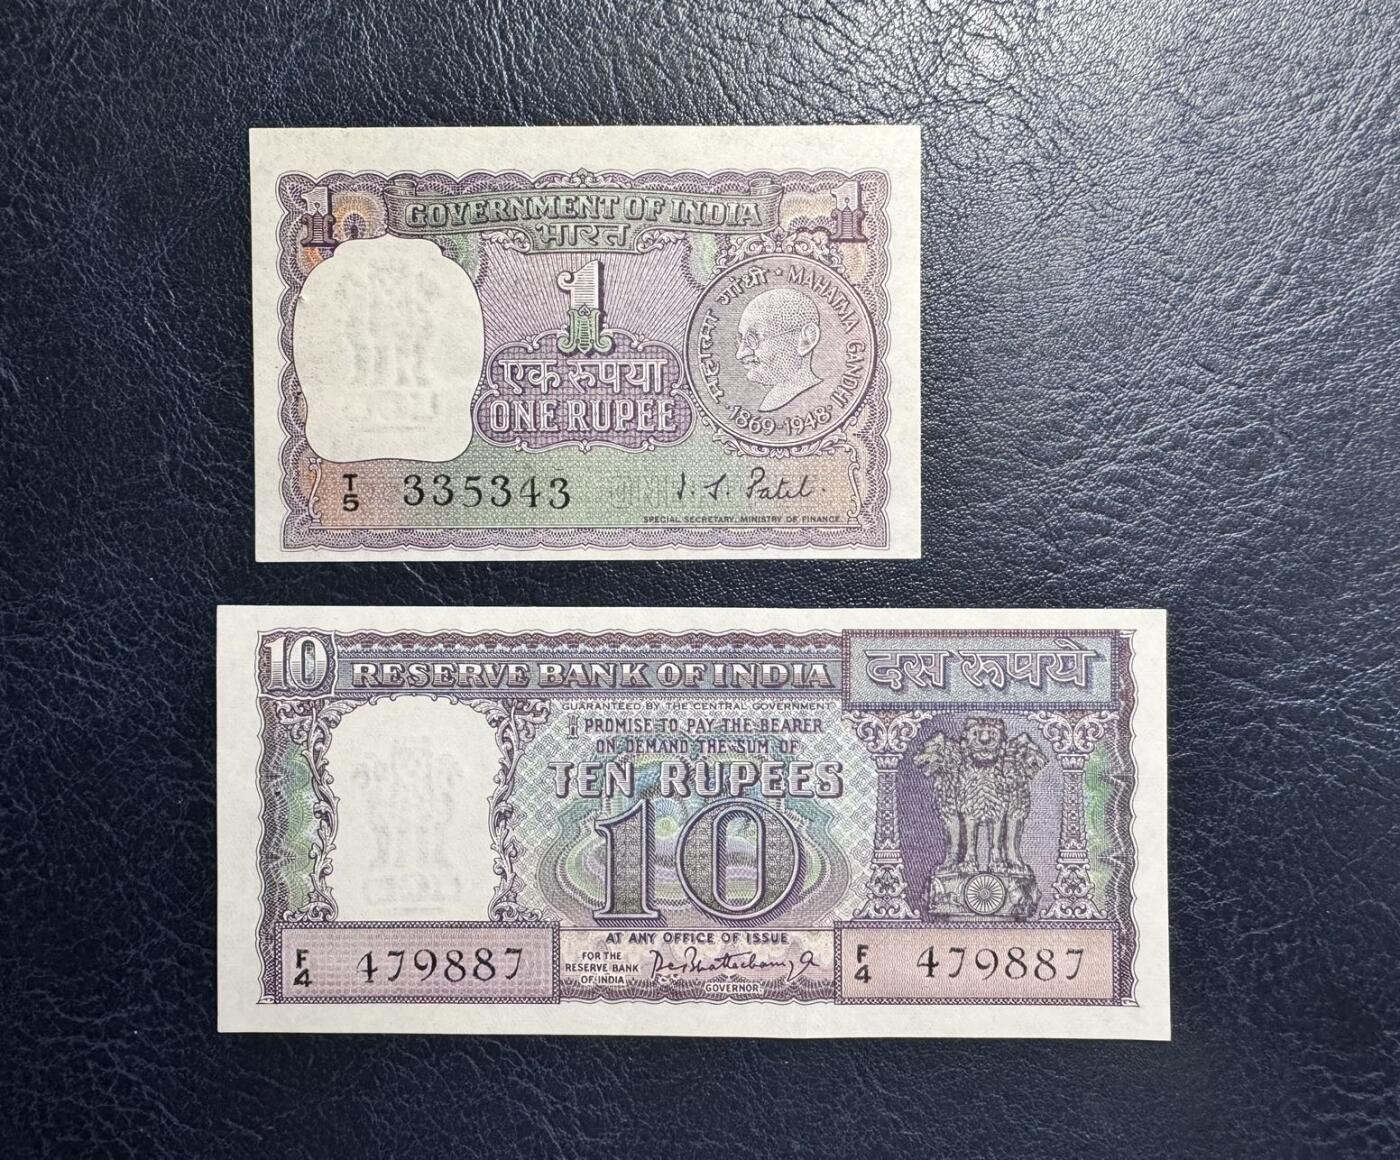 1 1
GOVERNMENT OF INDIA
भारत
1
एक रुपया
ONE RUPEE
महात्मा गांधी • MAHATMA GANDHI
1869-1948
T
5 335343
I. G. Patel.
SPECIAL SECRETARY, MINISTRY OF FINANCE.
10 RESERVE BANK OF INDIA दस रूपये
GUARANTEED BY THE CENTRAL GOVERNMENT
I PROMISE TO PAY THE BEARER
ON DEMAND THE SUM OF
TEN RUPEES
10
AT ANY OFFICE OF ISSUE
F
4 479887
FOR THE
RESERVE BANK
OF INDIA
P C Bhattacharyya
GOVERNOR.
F
4 479887